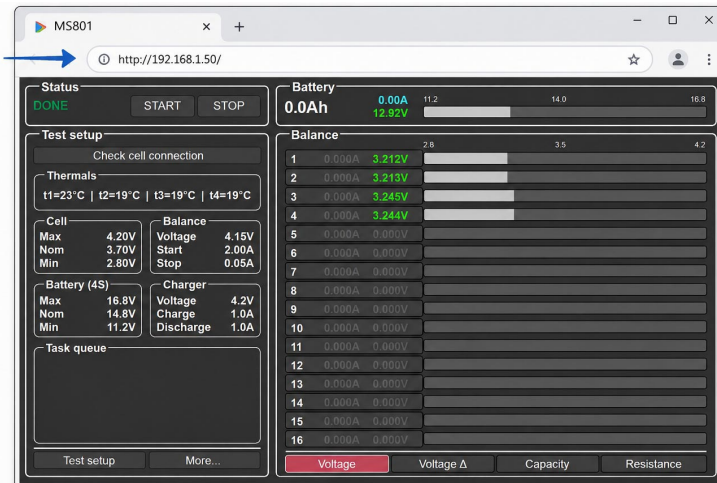 MS801
http://192.168.1.50/
Status
DONE START STOP
Test setup
Check cell connection
Thermals
t1=23°C | t2=19°C | t3=19°C | t4=19°C
Cell
Max 4.20V
Nom 3.70V
Min 2.80V
Balance
Voltage 4.15V
Start 2.00A
Stop 0.05A
Battery (4S)
Max 16.8V
Nom 14.8V
Min 11.2V
Charger
Voltage 4.2V
Charge 1.0A
Discharge 1.0A
Task queue
Test setup More...
Battery
0.0Ah 0.00A 11.2 14.0 16.8
12.92V
Balance
2.8 3.5 4.2
1 0.000A 3.212V
2 0.000A 3.213V
3 0.000A 3.245V
4 0.000A 3.244V
5 0.000A 0.000V
6 0.000A 0.000V
7 0.000A 0.000V
8 0.000A 0.000V
9 0.000A 0.000V
10 0.000A 0.000V
11 0.000A 0.000V
12 0.000A 0.000V
13 0.000A 0.000V
14 0.000A 0.000V
15 0.000A 0.000V
16 0.000A 0.000V
Voltage Voltage Δ Capacity Resistance